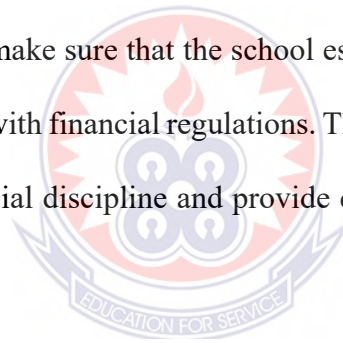 make sure that the school es
with financial regulations. T
ial discipline and provide
EDUCATION FOR SERVICE